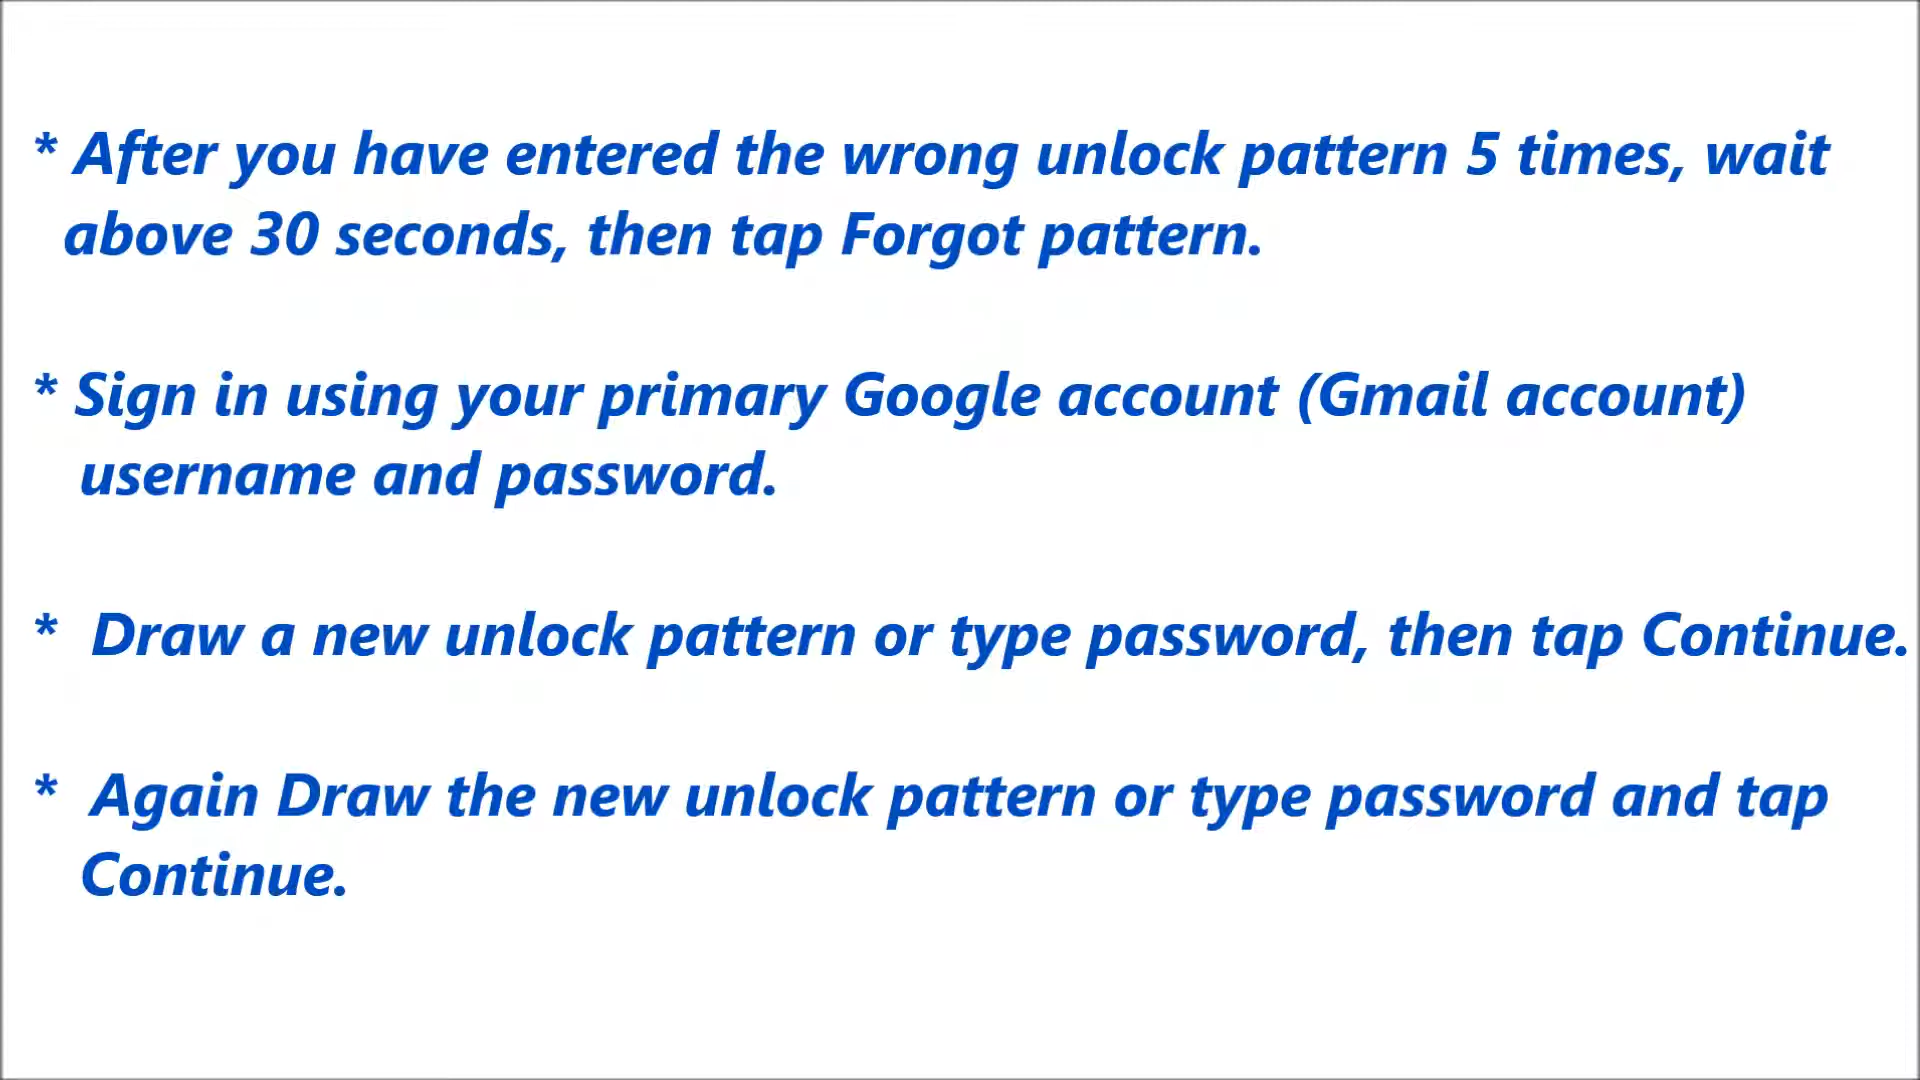 * After you have entered the wrong unlock pattern 5 times, wait
above 30 seconds, then tap Forgot pattern.
* Sign in using your primary Google account (Gmail account)
username and password.
* Draw a new unlock pattern or type password, then tap Continue.
* Again Draw the new unlock pattern or type password and tap
Continue.